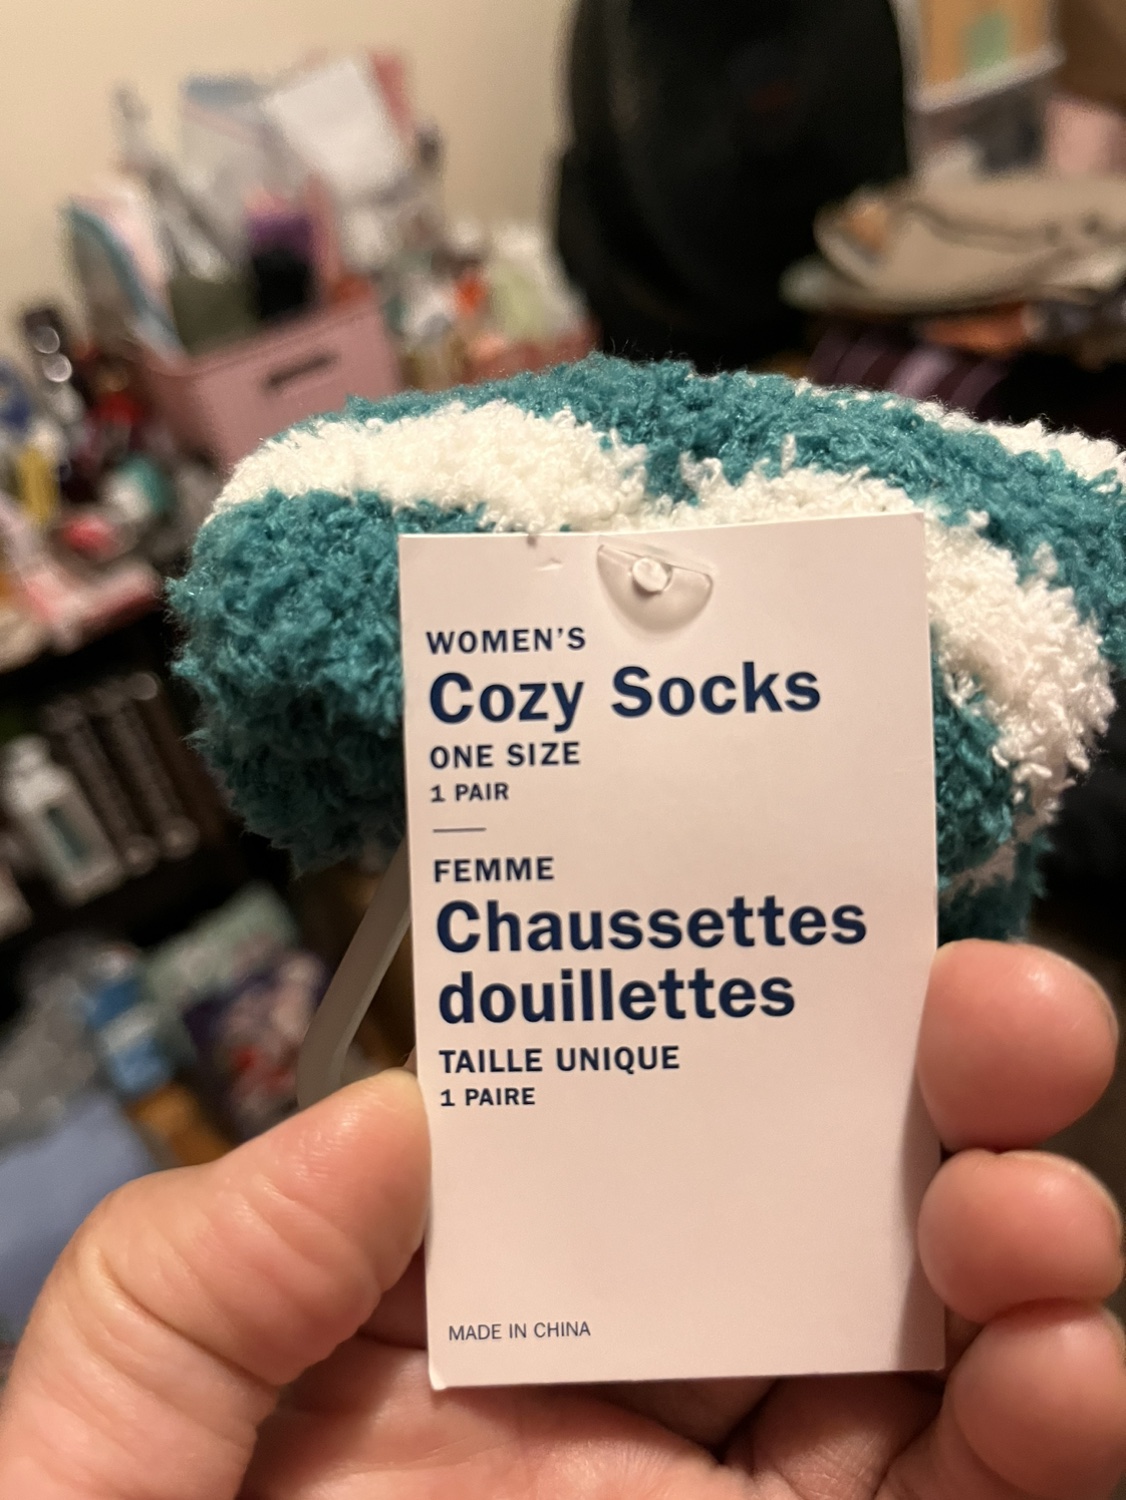 WOMEN'S
Cozy Socks
ONE SIZE
1 PAIR
FEMME
Chaussettes
douillettes
TAILLE UNIQUE
1 PAIRE
MADE IN CHINA